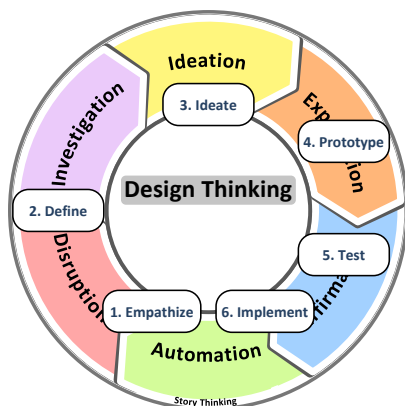 Ideation
3. Ideate
4. Prototype
Investigation
Design Thinking
2. Define
5. Test
Disruption
1. Empathize
6. Implement
Automation
Story Thinking